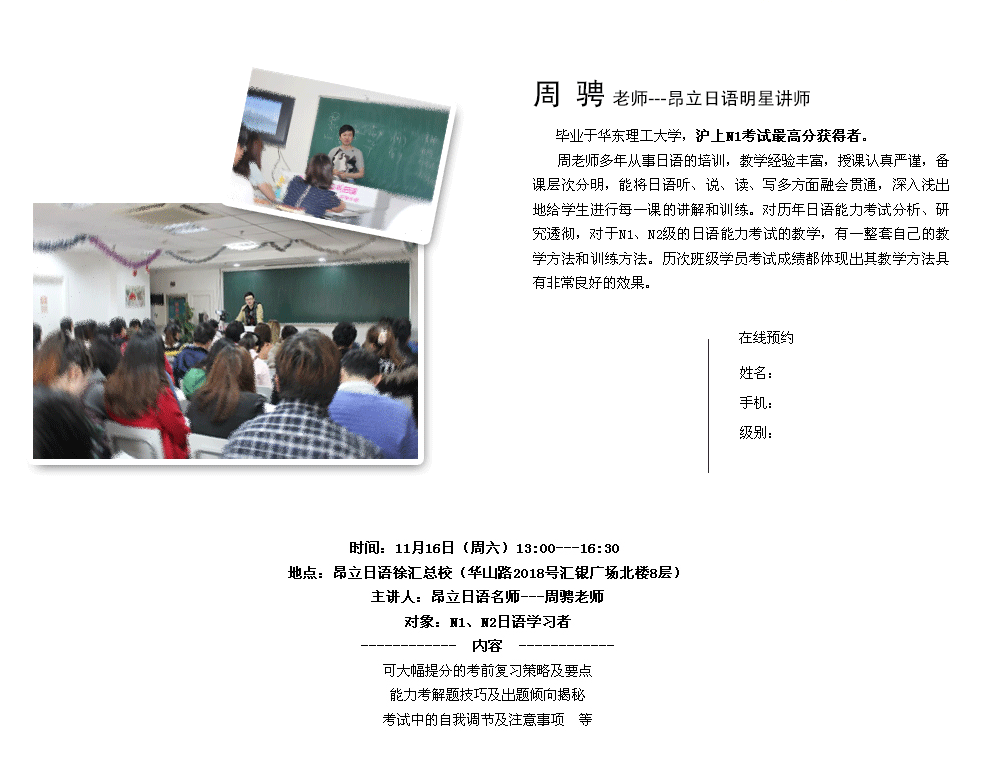 周 骋 老师---昂立日语明星讲师
毕业于华东理工大学，沪上N1考试最高分获得者。
周老师多年从事日语的培训，教学经验丰富，授课认真严谨，备
课层次分明，能将日语听、说、读、写多方面融会贯通，深入浅出
地给学生进行每一课的讲解和训练。对历年日语能力考试分析、研
究透彻，对于N1、N2级的日语能力考试的教学，有一整套自己的教
学方法和训练方法。历次班级学员考试成绩都体现出其教学方法具
有非常良好的效果。
在线预约
姓名：
手机：
级别：
时间：11月16日（周六）13:00---16:30
地点：昂立日语徐汇总校（华山路2018号汇银广场北楼8层）
主讲人：昂立日语名师---周骋老师
对象：N1、N2日语学习者
------------ 内容 ------------
可大幅提分的考前复习策略及要点
能力考解题技巧及出题倾向揭秘
考试中的自我调节及注意事项 等